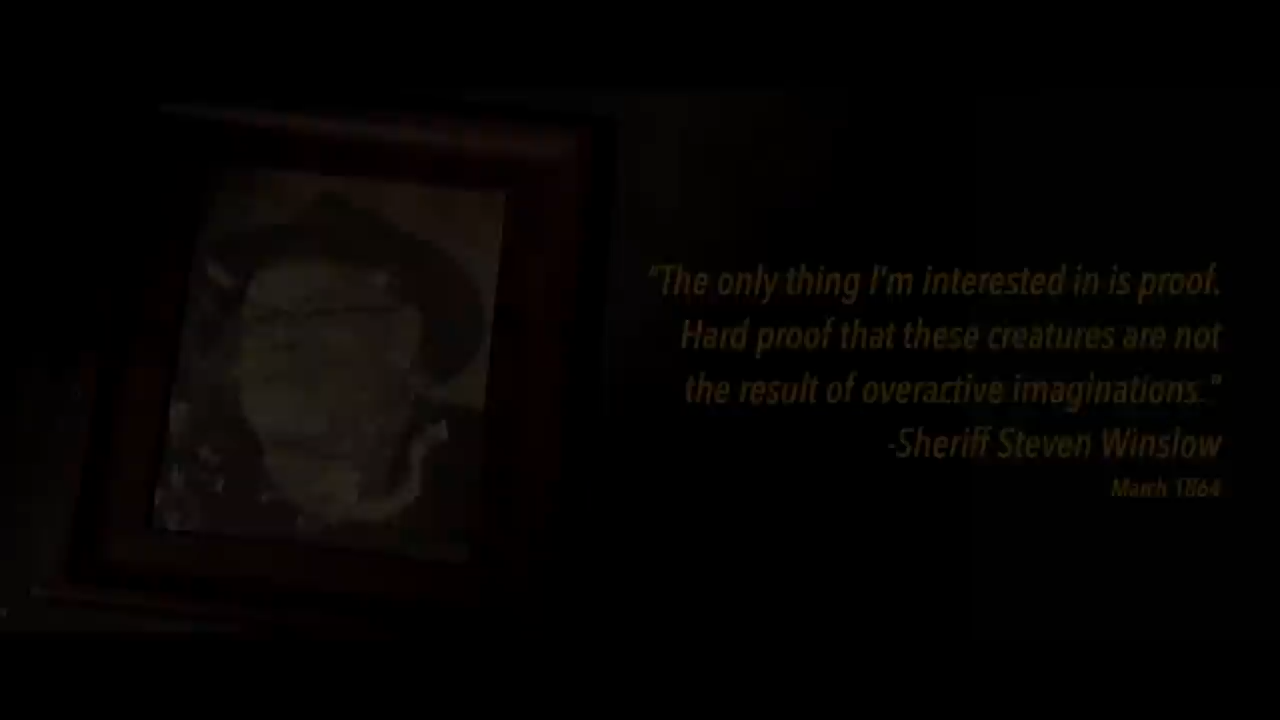 "The only thing I'm interested in is proof.
Hard proof that these creatures are not
the result of overactive imaginations."
-Sheriff Steven Winslow
March 1864